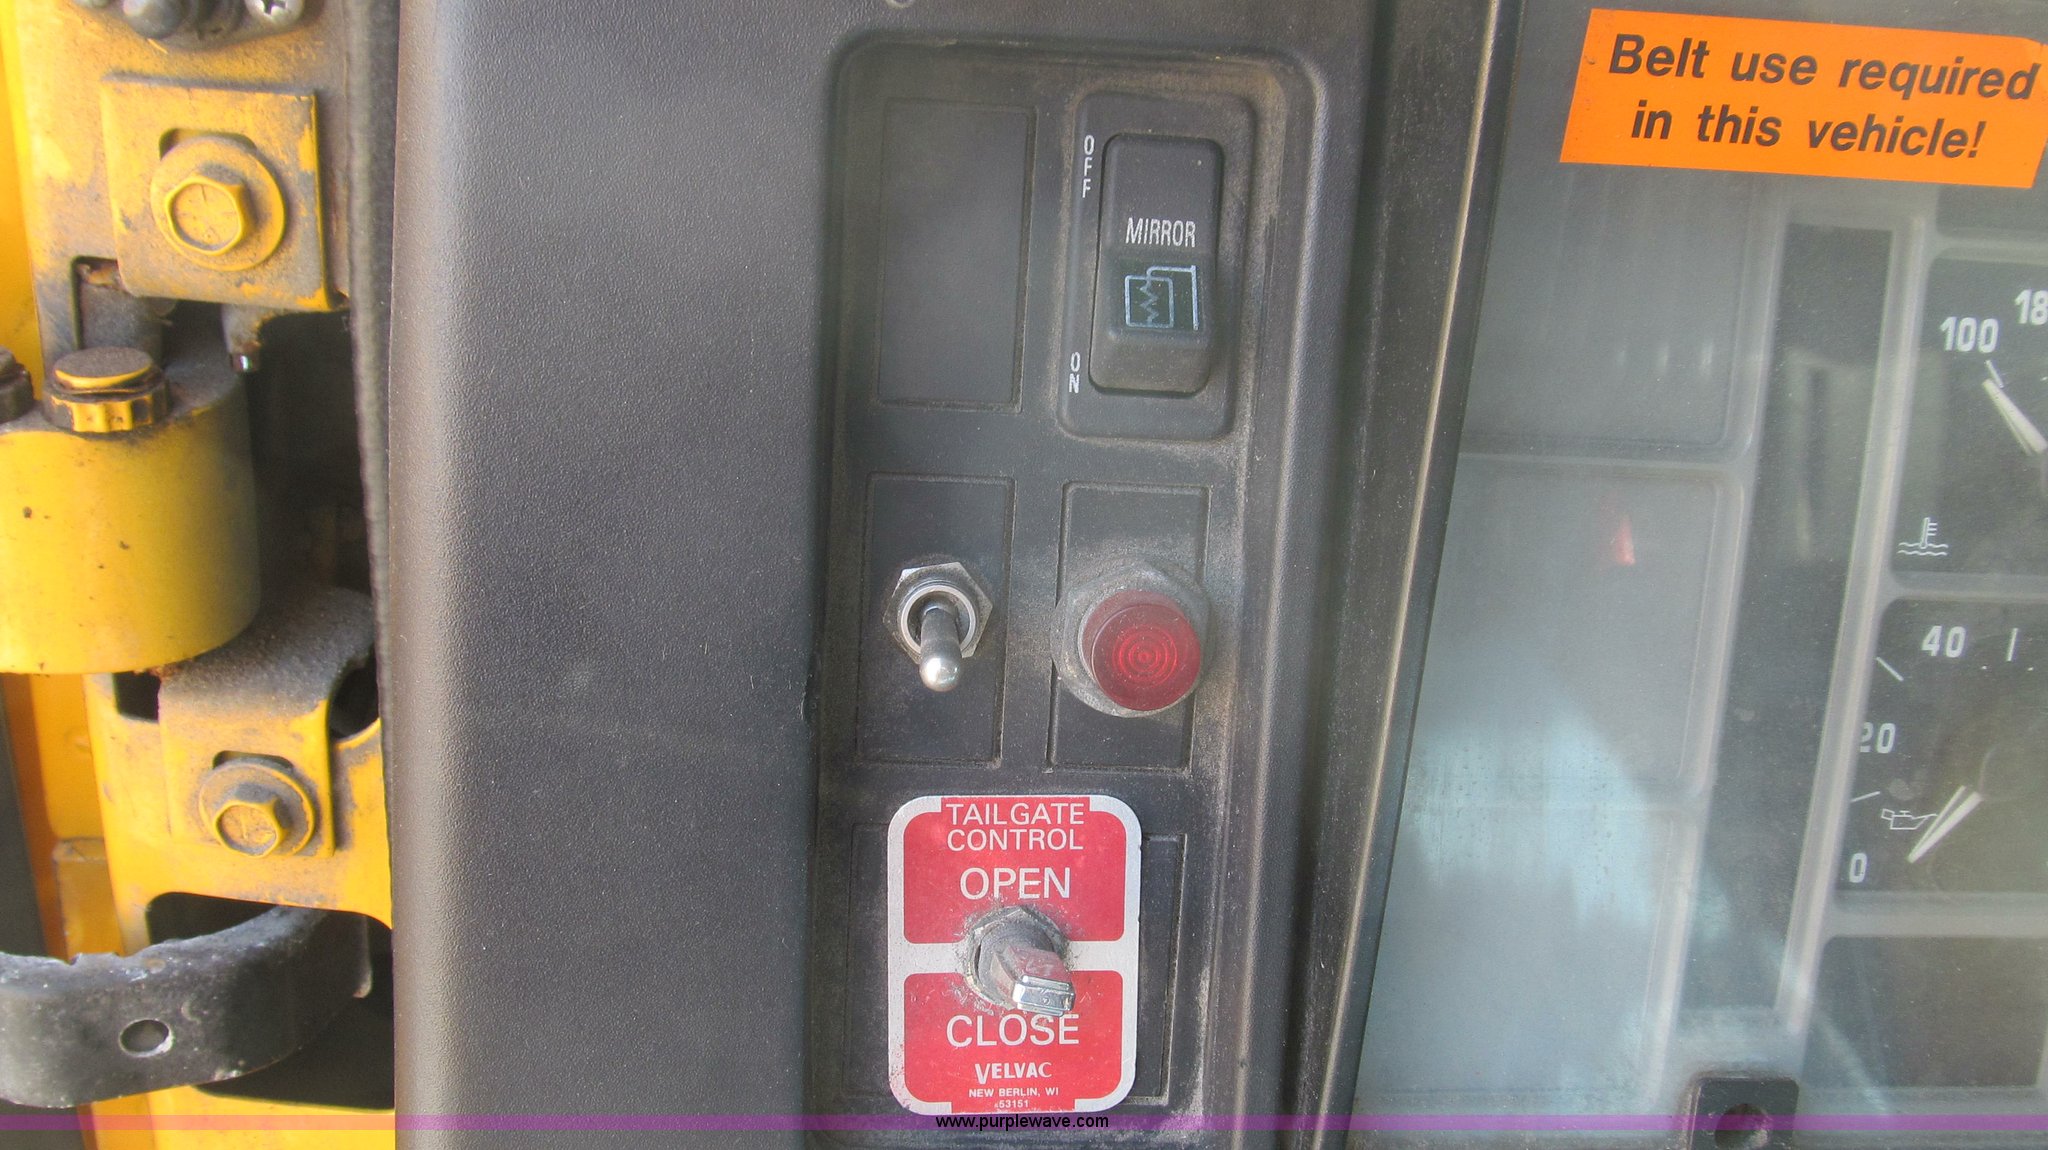 Belt use required
in this vehicle!
OFF
MIRROR
ON
100
18
40
20
0
TAILGATE
CONTROL
OPEN
CLOSE
VELVAC
NEW BERLIN, WI
53151
www.purplewave.com